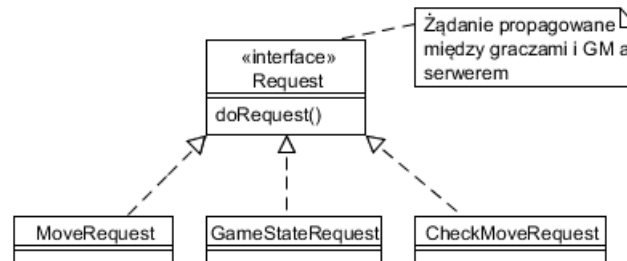 Żądanie propagowane
między graczami i GM a
serwerem
«interface»
Request
doRequest()
MoveRequest
GameStateRequest
CheckMoveRequest